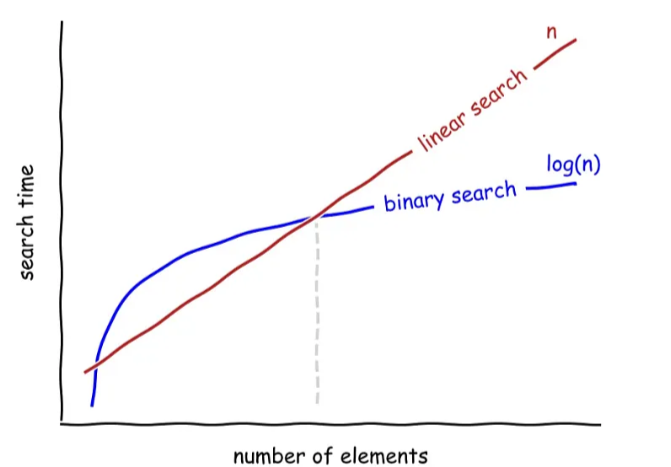 n
linear search
log(n)
binary search
search time
number of elements